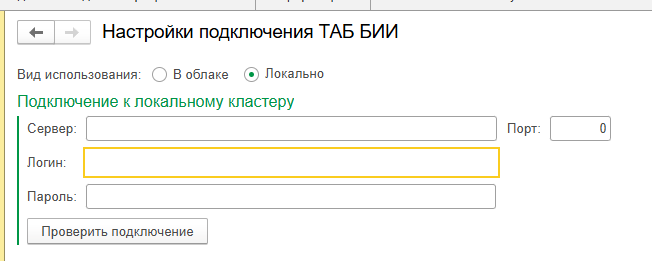 Настройки подключения ТАБ БИИ
Вид использования: В облаке Локально
Подключение к локальному кластеру
Сервер: Порт: 0
Логин:
Пароль:
Проверить подключение